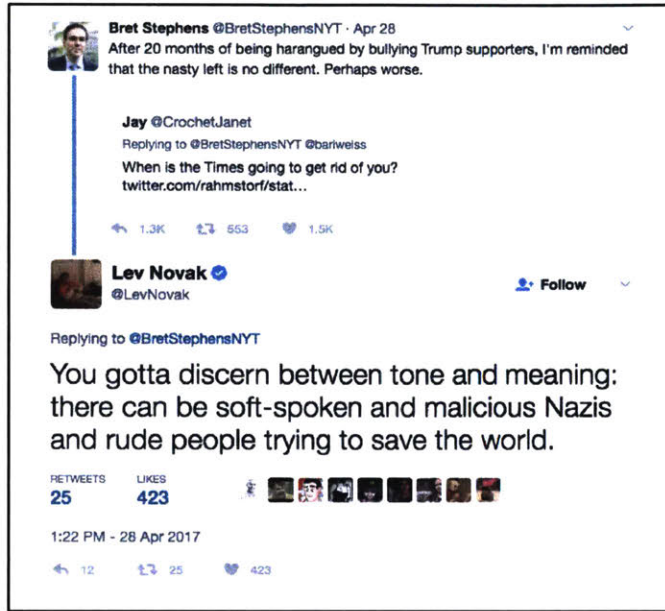 Bret Stephens @BretStephensNYT · Apr 28
After 20 months of being harangued by bullying Trump supporters, I'm reminded
that the nasty left is no different. Perhaps worse.
Jay @CrochetJanet
Replying to @BretStephensNYT @bariweiss
When is the Times going to get rid of you?
twitter.com/rahmstorf/stat...
1.3K 553 1.5K
Lev Novak
@LevNovak
Follow
Replying to @BretStephensNYT
You gotta discern between tone and meaning:
there can be soft-spoken and malicious Nazis
and rude people trying to save the world.
RETWEETS LIKES
25 423
1:22 PM - 28 Apr 2017
12 25 423